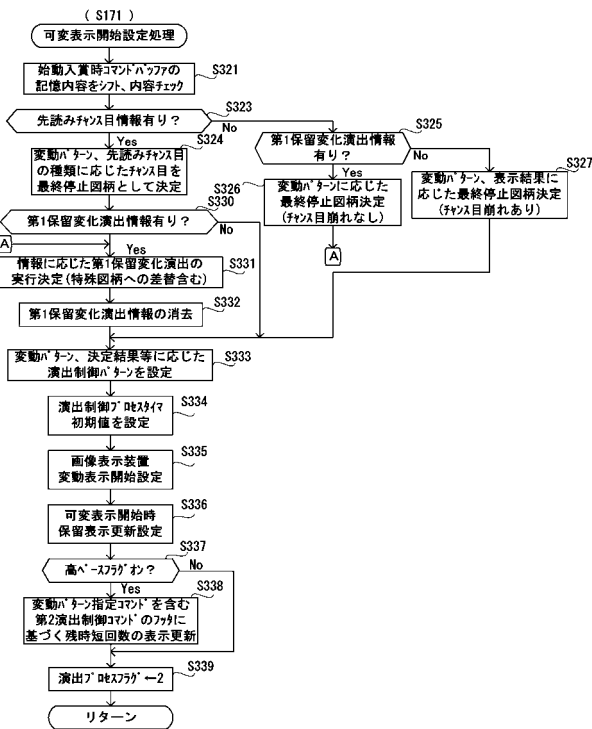 ( S171 )
可変表示開始設定処理
始動入賞時コマンドバッファの
記憶内容をシフト、内容チェック
S321
先読みチャンス目情報有り？
S323
No
Yes
S324
変動パターン、先読みチャンス目
の種類に応じたチャンス目を
最終停止図柄として決定
第1保留変化演出情報
有り？
S325
No
Yes
S326
変動パターンに応じた
最終停止図柄決定
(チャンス目崩れなし)
A
S327
変動パターン、表示結果に
応じた最終停止図柄決定
(チャンス目崩れあり)
S330
第1保留変化演出情報有り？
No
A
Yes
情報に応じた第1保留変化演出の
実行決定(特殊図柄への差替含む)
S331
第1保留変化演出情報の消去
S332
変動パターン、決定結果等に応じた
演出制御パターンを設定
S333
演出制御プロセスタイマ
初期値を設定
S334
画像表示装置
変動表示開始設定
S335
可変表示開始時
保留表示更新設定
S336
高ベースフラグオン？
S337
No
Yes
S338
変動パターン指定コマンドを含む
第2演出制御コマンドのフッタに
基づく残時短回数の表示更新
演出プロセスフラグ←2
S339
リターン